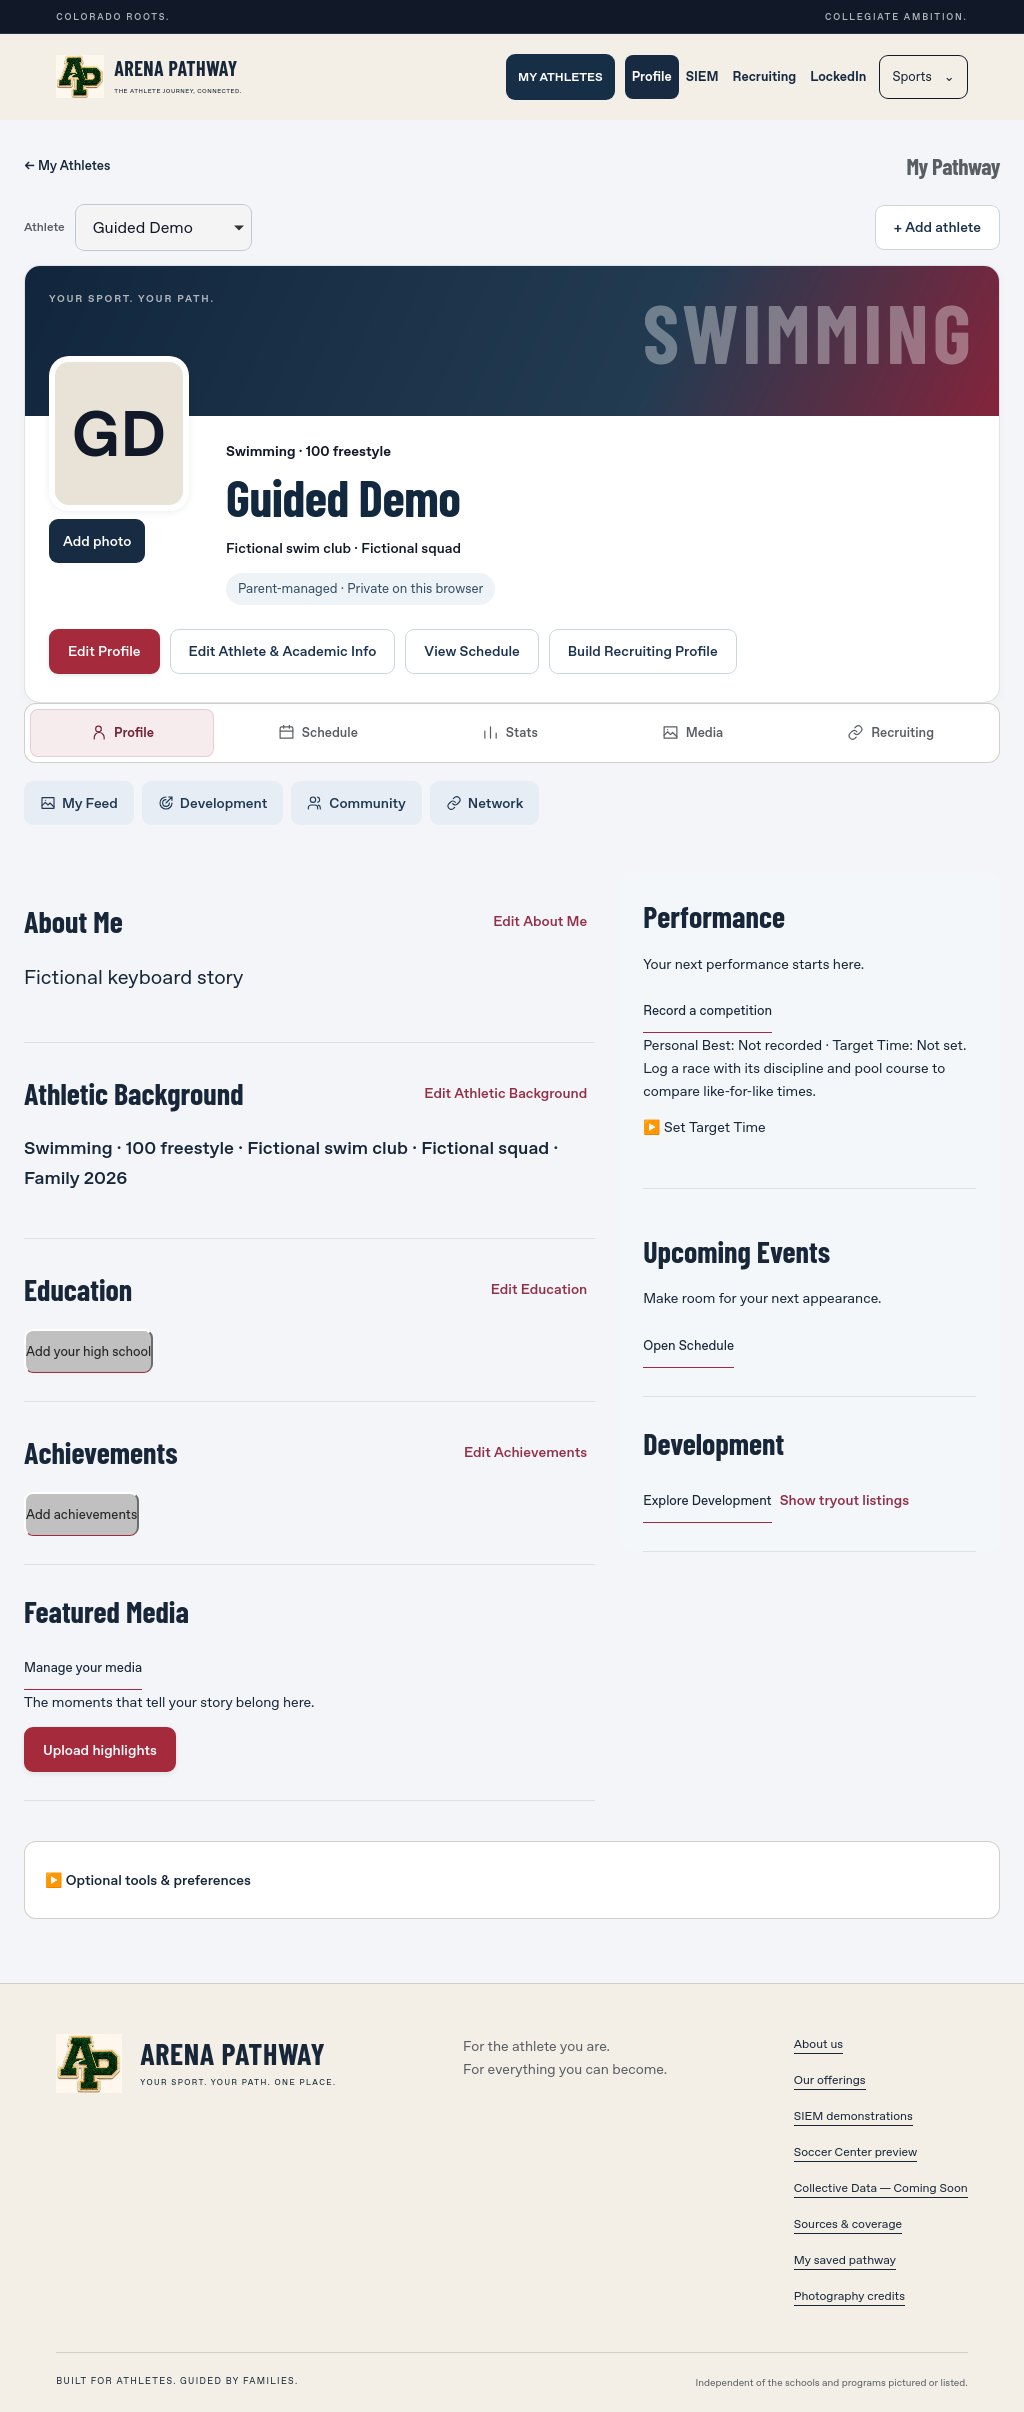 COLORADO ROOTS.
COLLEGIATE AMBITION.
AP
ARENA PATHWAY
THE ATHLETE JOURNEY, CONNECTED.
MY ATHLETES
Profile
SIEM
Recruiting
LockedIn
Sports
← My Athletes
My Pathway
Athlete
Guided Demo
+ Add athlete
YOUR SPORT. YOUR PATH.
SWIMMING
GD
Add photo
Swimming · 100 freestyle
Guided Demo
Fictional swim club · Fictional squad
Parent-managed · Private on this browser
Edit Profile
Edit Athlete & Academic Info
View Schedule
Build Recruiting Profile
Profile
Schedule
Stats
Media
Recruiting
My Feed
Development
Community
Network
About Me
Edit About Me
Fictional keyboard story
Athletic Background
Edit Athletic Background
Swimming · 100 freestyle · Fictional swim club · Fictional squad ·
Family 2026
Education
Edit Education
Add your high school
Achievements
Edit Achievements
Add achievements
Featured Media
Manage your media
The moments that tell your story belong here.
Upload highlights
Performance
Your next performance starts here.
Record a competition
Personal Best: Not recorded · Target Time: Not set.
Log a race with its discipline and pool course to
compare like-for-like times.
▶️ Set Target Time
Upcoming Events
Make room for your next appearance.
Open Schedule
Development
Explore Development
Show tryout listings
▶️ Optional tools & preferences
AP
ARENA PATHWAY
YOUR SPORT. YOUR PATH. ONE PLACE.
For the athlete you are.
For everything you can become.
About us
Our offerings
SIEM demonstrations
Soccer Center preview
Collective Data — Coming Soon
Sources & coverage
My saved pathway
Photography credits
BUILT FOR ATHLETES. GUIDED BY FAMILIES.
Independent of the schools and programs pictured or listed.